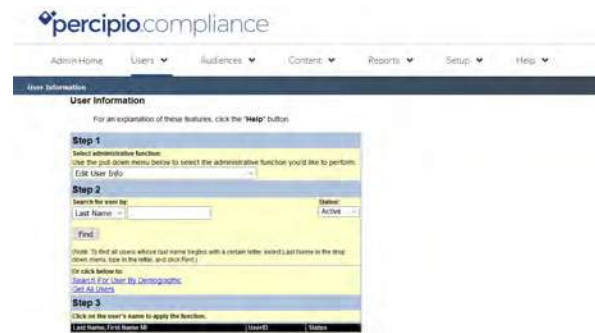 percipio.compliance
Admin Home Users Audiences Content Reports Setup Help
User Information
User Information
For an explanation of these features, click the "Help" button
Step 1
Select administrative function:
Use the pull down menu below to select the administrative function you'd like to perform.
Edit User Info
Step 2
Search for user by: Status:
Last Name Active
Find
(Note: To find all users whose last name begins with a certain letter, select Last Name in the drop
down menu, type in the letter, and click Find.)
Or click below to:
Search For User By Demographic
Get All Users
Step 3
Click on the user's name to apply the function.
Last Name, First Name MI UserID Status